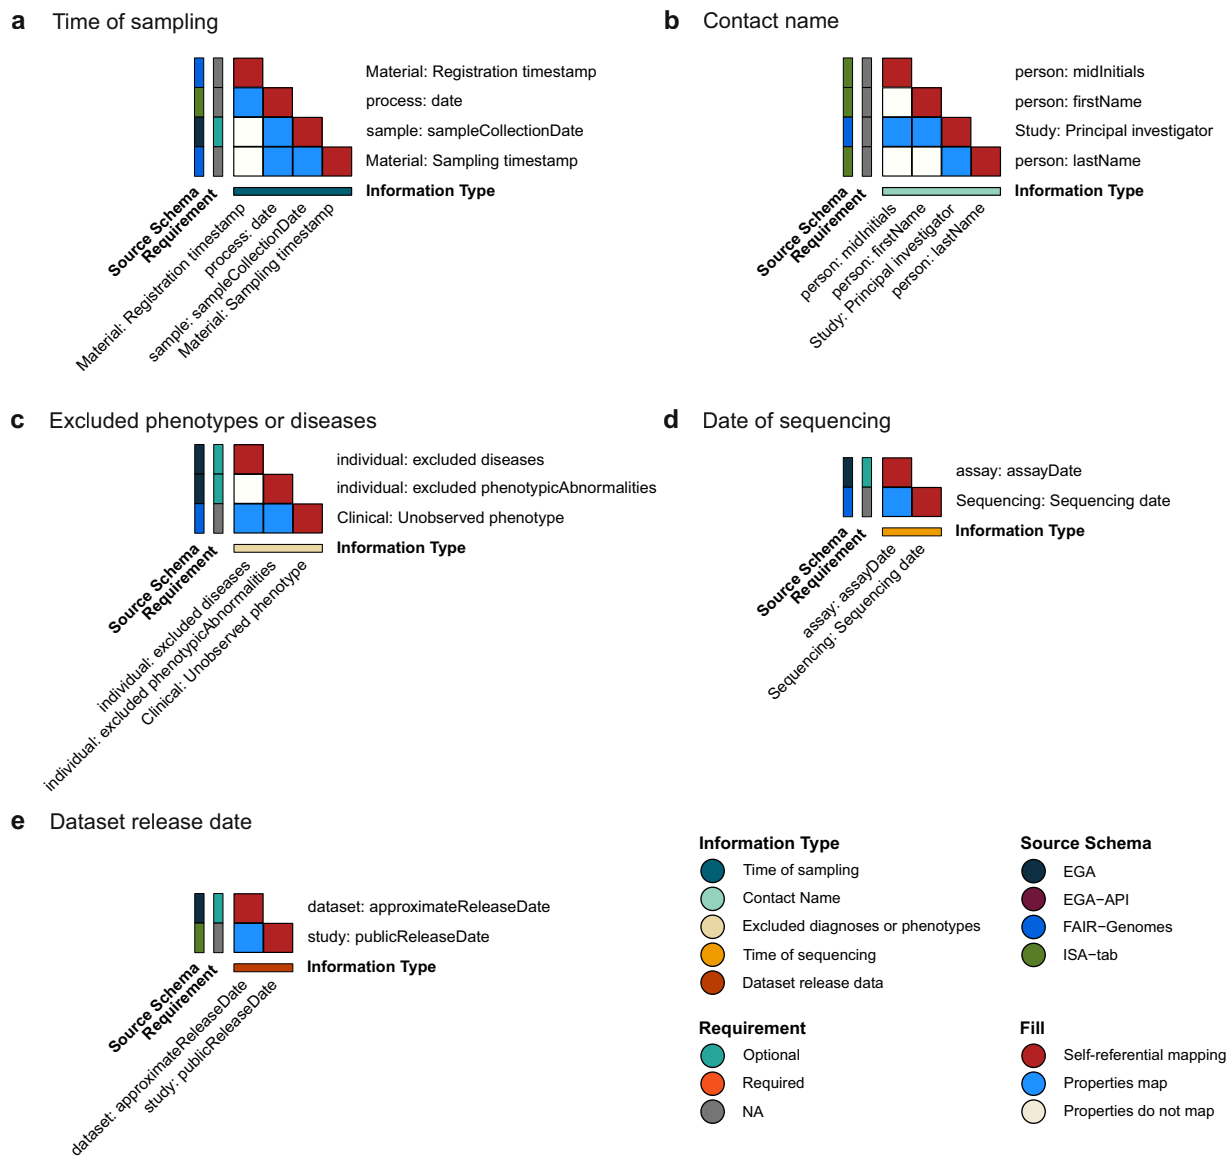 a Time of sampling
Material: Registration timestamp
process: date
sample: sampleCollectionDate
Material: Sampling timestamp
Information Type
Source Schema
Requirement
Material: Registration timestamp
process: date
sample: sampleCollectionDate
Material: Sampling timestamp
b Contact name
person: midInitials
person: firstName
Study: Principal investigator
person: lastName
Information Type
Source Schema
Requirement
person: midInitials
person: firstName
Study: Principal investigator
person: lastName
c Excluded phenotypes or diseases
individual: excluded diseases
individual: excluded phenotypicAbnormalities
Clinical: Unobserved phenotype
Information Type
Source Schema
Requirement
individual: excluded diseases
individual: excluded phenotypicAbnormalities
Clinical: Unobserved phenotype
d Date of sequencing
assay: assayDate
Sequencing: Sequencing date
Information Type
Source Schema
Requirement
assay: assayDate
Sequencing: Sequencing date
e Dataset release date
dataset: approximateReleaseDate
study: publicReleaseDate
Information Type
Source Schema
Requirement
dataset: approximateReleaseDate
study: publicReleaseDate
Information Type
Time of sampling
Contact Name
Excluded diagnoses or phenotypes
Time of sequencing
Dataset release data
Source Schema
EGA
EGA−API
FAIR−Genomes
ISA−tab
Requirement
Optional
Required
NA
Fill
Self-referential mapping
Properties map
Properties do not map